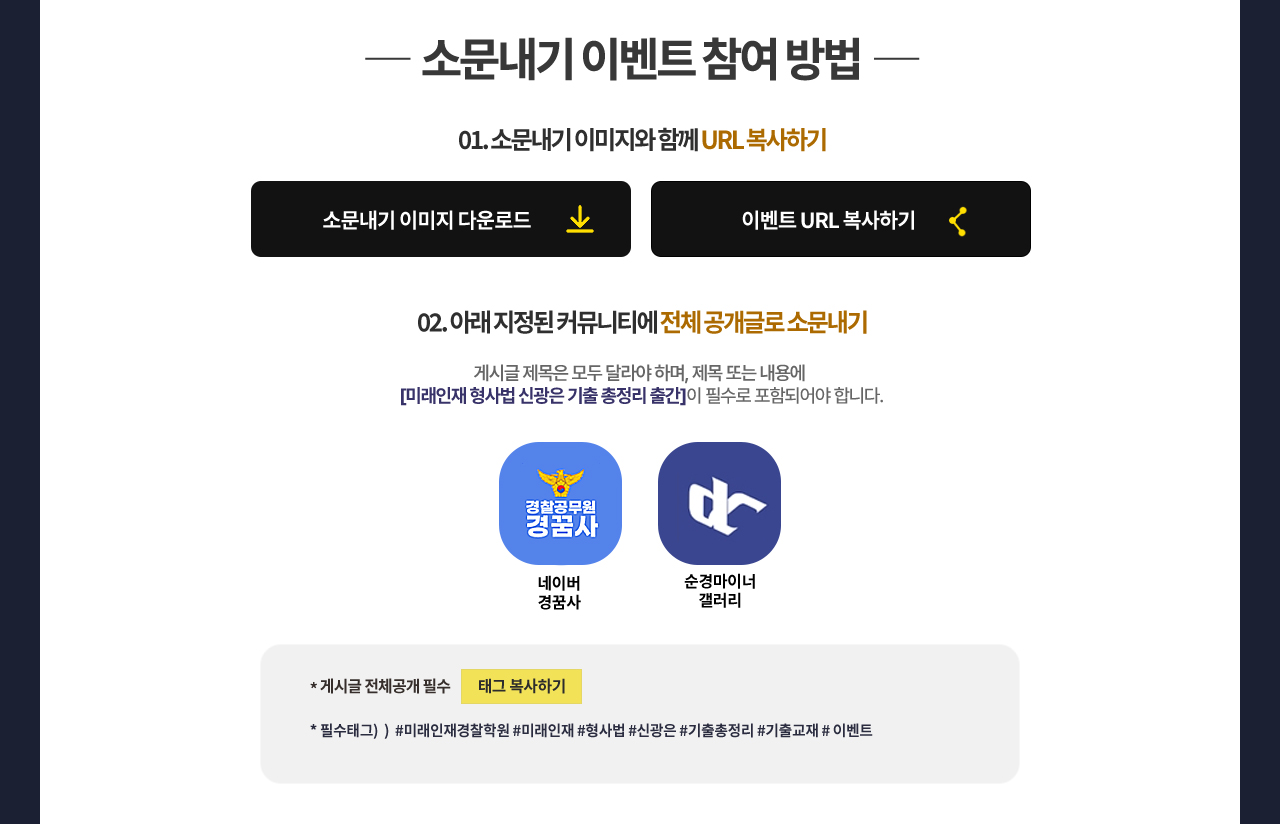 소문내기 이벤트 참여 방법
01. 소문내기 이미지와 함께 URL 복사하기
소문내기 이미지 다운로드
이벤트 URL 복사하기
02. 아래 지정된 커뮤니티에 전체 공개글로 소문내기
게시글 제목은 모두 달라야 하며, 제목 또는 내용에
[미래인재 형사법 신광은 기출 총정리 출간]이 필수로 포함되어야 합니다.
경찰공무원
경꿈사
네이버
경꿈사
dc
순경마이너
갤러리
* 게시글 전체공개 필수
태그 복사하기
* 필수태그) ) #미래인재경찰학원 #미래인재 #형사법 #신광은 #기출총정리 #기출교재 # 이벤트